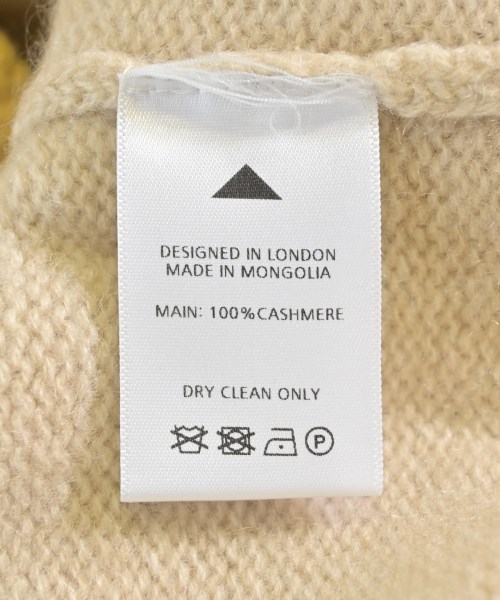 DESIGNED IN LONDON
MADE IN MONGOLIA
MAIN: 100%CASHMERE
DRY CLEAN ONLY
P